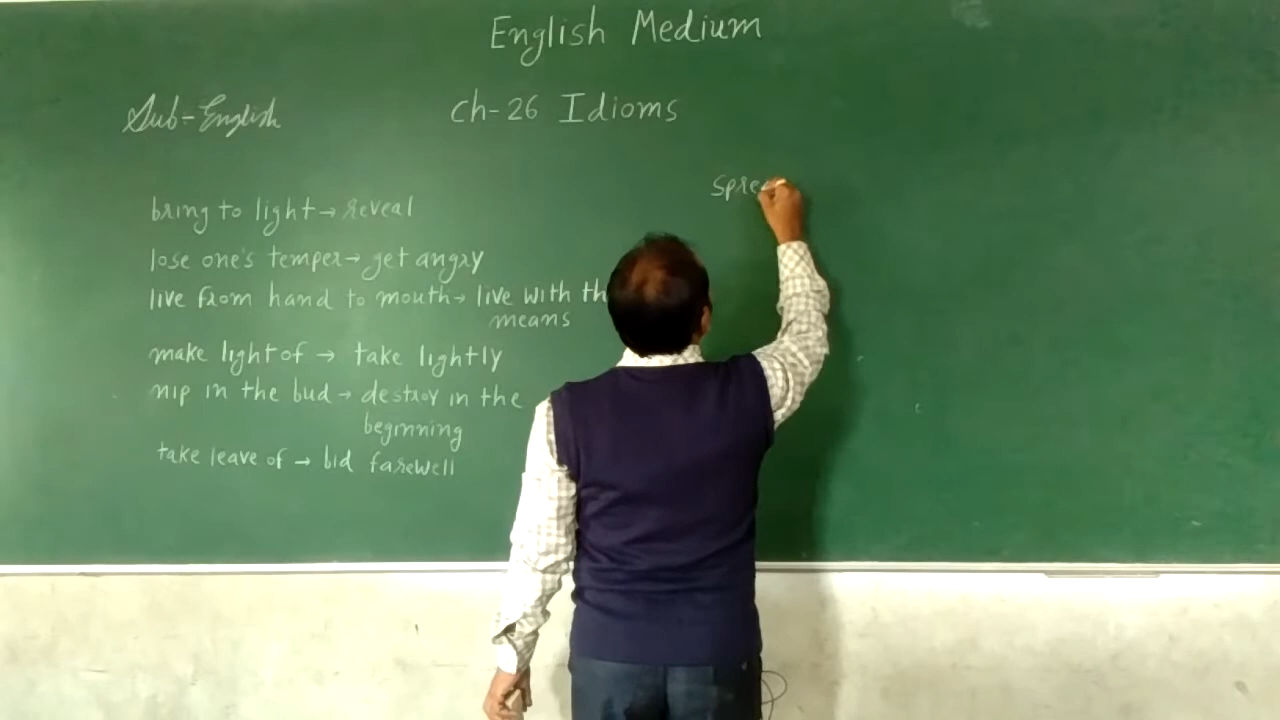 English Medium
Sub-English
Ch-26 Idioms
bring to light → reveal
lose one's temper → get angry
live from hand to mouth → live with th
means
make light of → take lightly
nip in the bud → destroy in the
beginning
take leave of → bid farewell
Spre